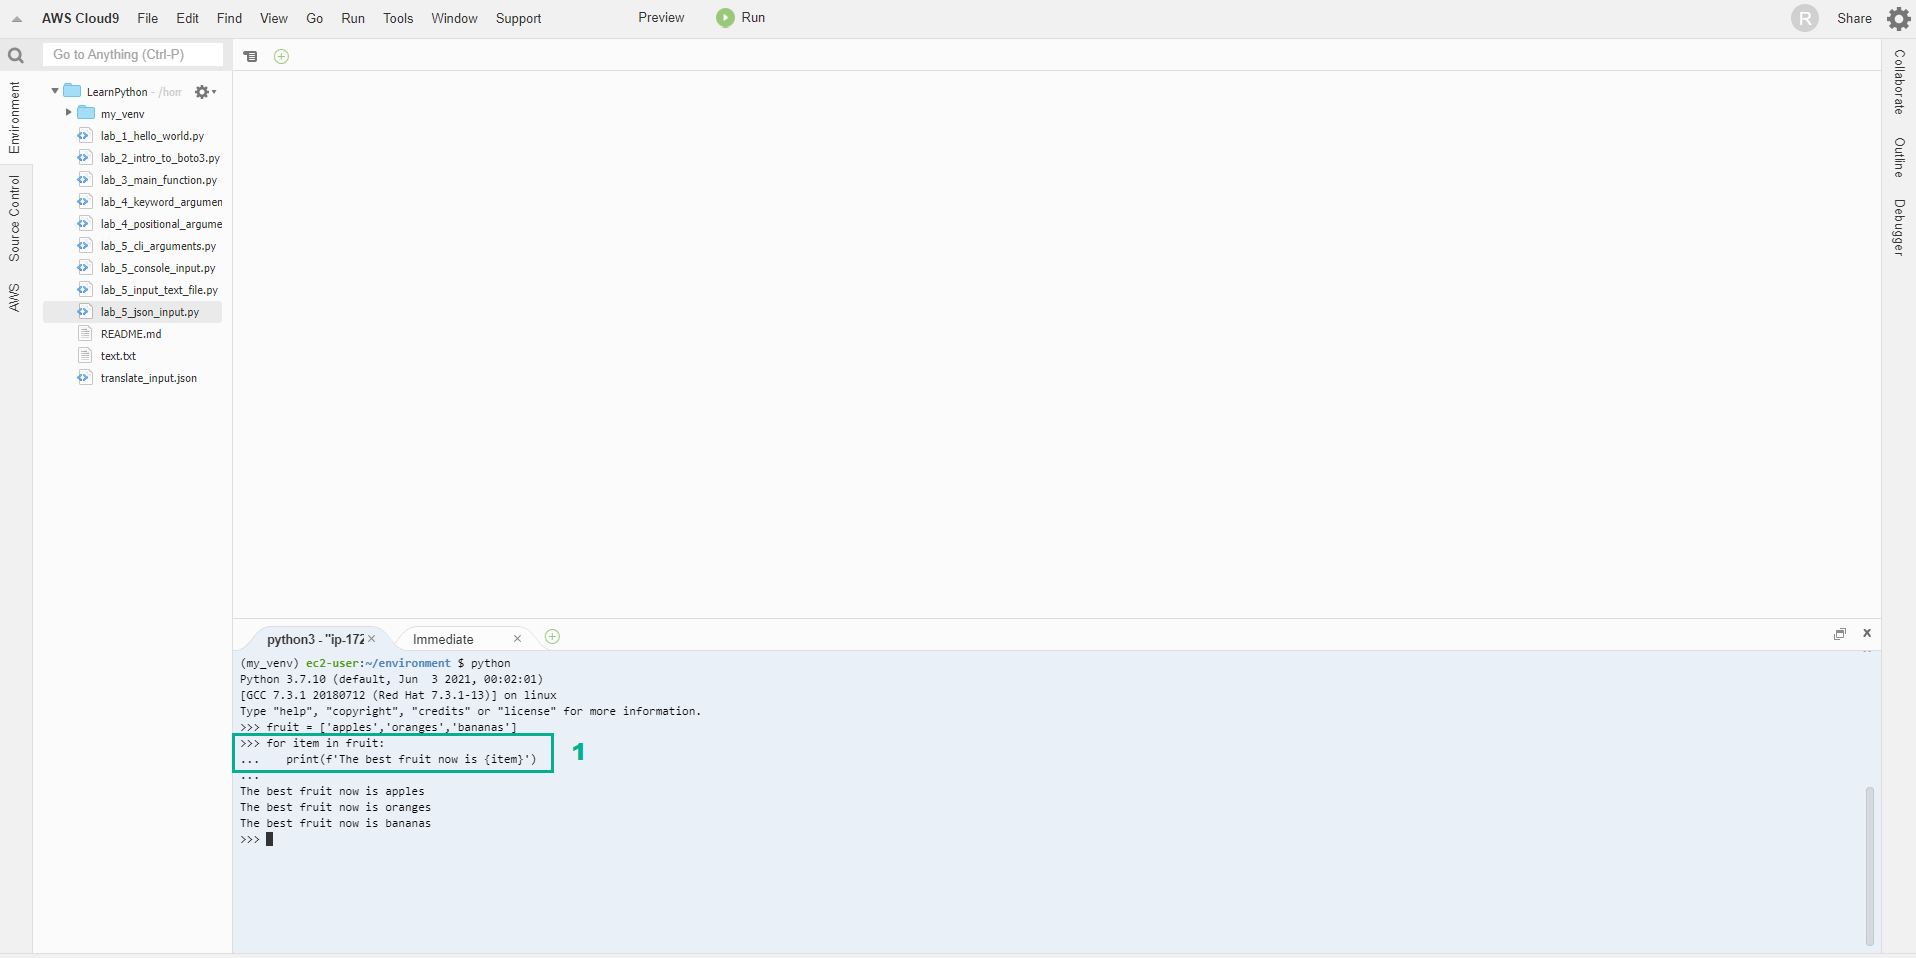 AWS Cloud9 File Edit Find View Go Run Tools Window Support Preview Run R Share
Go to Anything (Ctrl-P)
Environment
Source Control
AWS
LearnPython - /hom
my_venv
lab_1_hello_world.py
lab_2_intro_to_boto3.py
lab_3_main_function.py
lab_4_keyword_argumen
lab_4_positional_argume
lab_5_cli_arguments.py
lab_5_console_input.py
lab_5_input_text_file.py
lab_5_json_input.py
README.md
text.txt
translate_input.json
Collaborate
Outline
Debugger
python3 - "ip-172 Immediate
(my_venv) ec2-user:~/environment $ python
Python 3.7.10 (default, Jun  3 2021, 00:02:01)
[GCC 7.3.1 20180712 (Red Hat 7.3.1-13)] on linux
Type "help", "copyright", "credits" or "license" for more information.
>>> fruit = ['apples','oranges','bananas']
>>> for item in fruit:
...    print(f'The best fruit now is {item}')
...
1
The best fruit now is apples
The best fruit now is oranges
The best fruit now is bananas
>>>